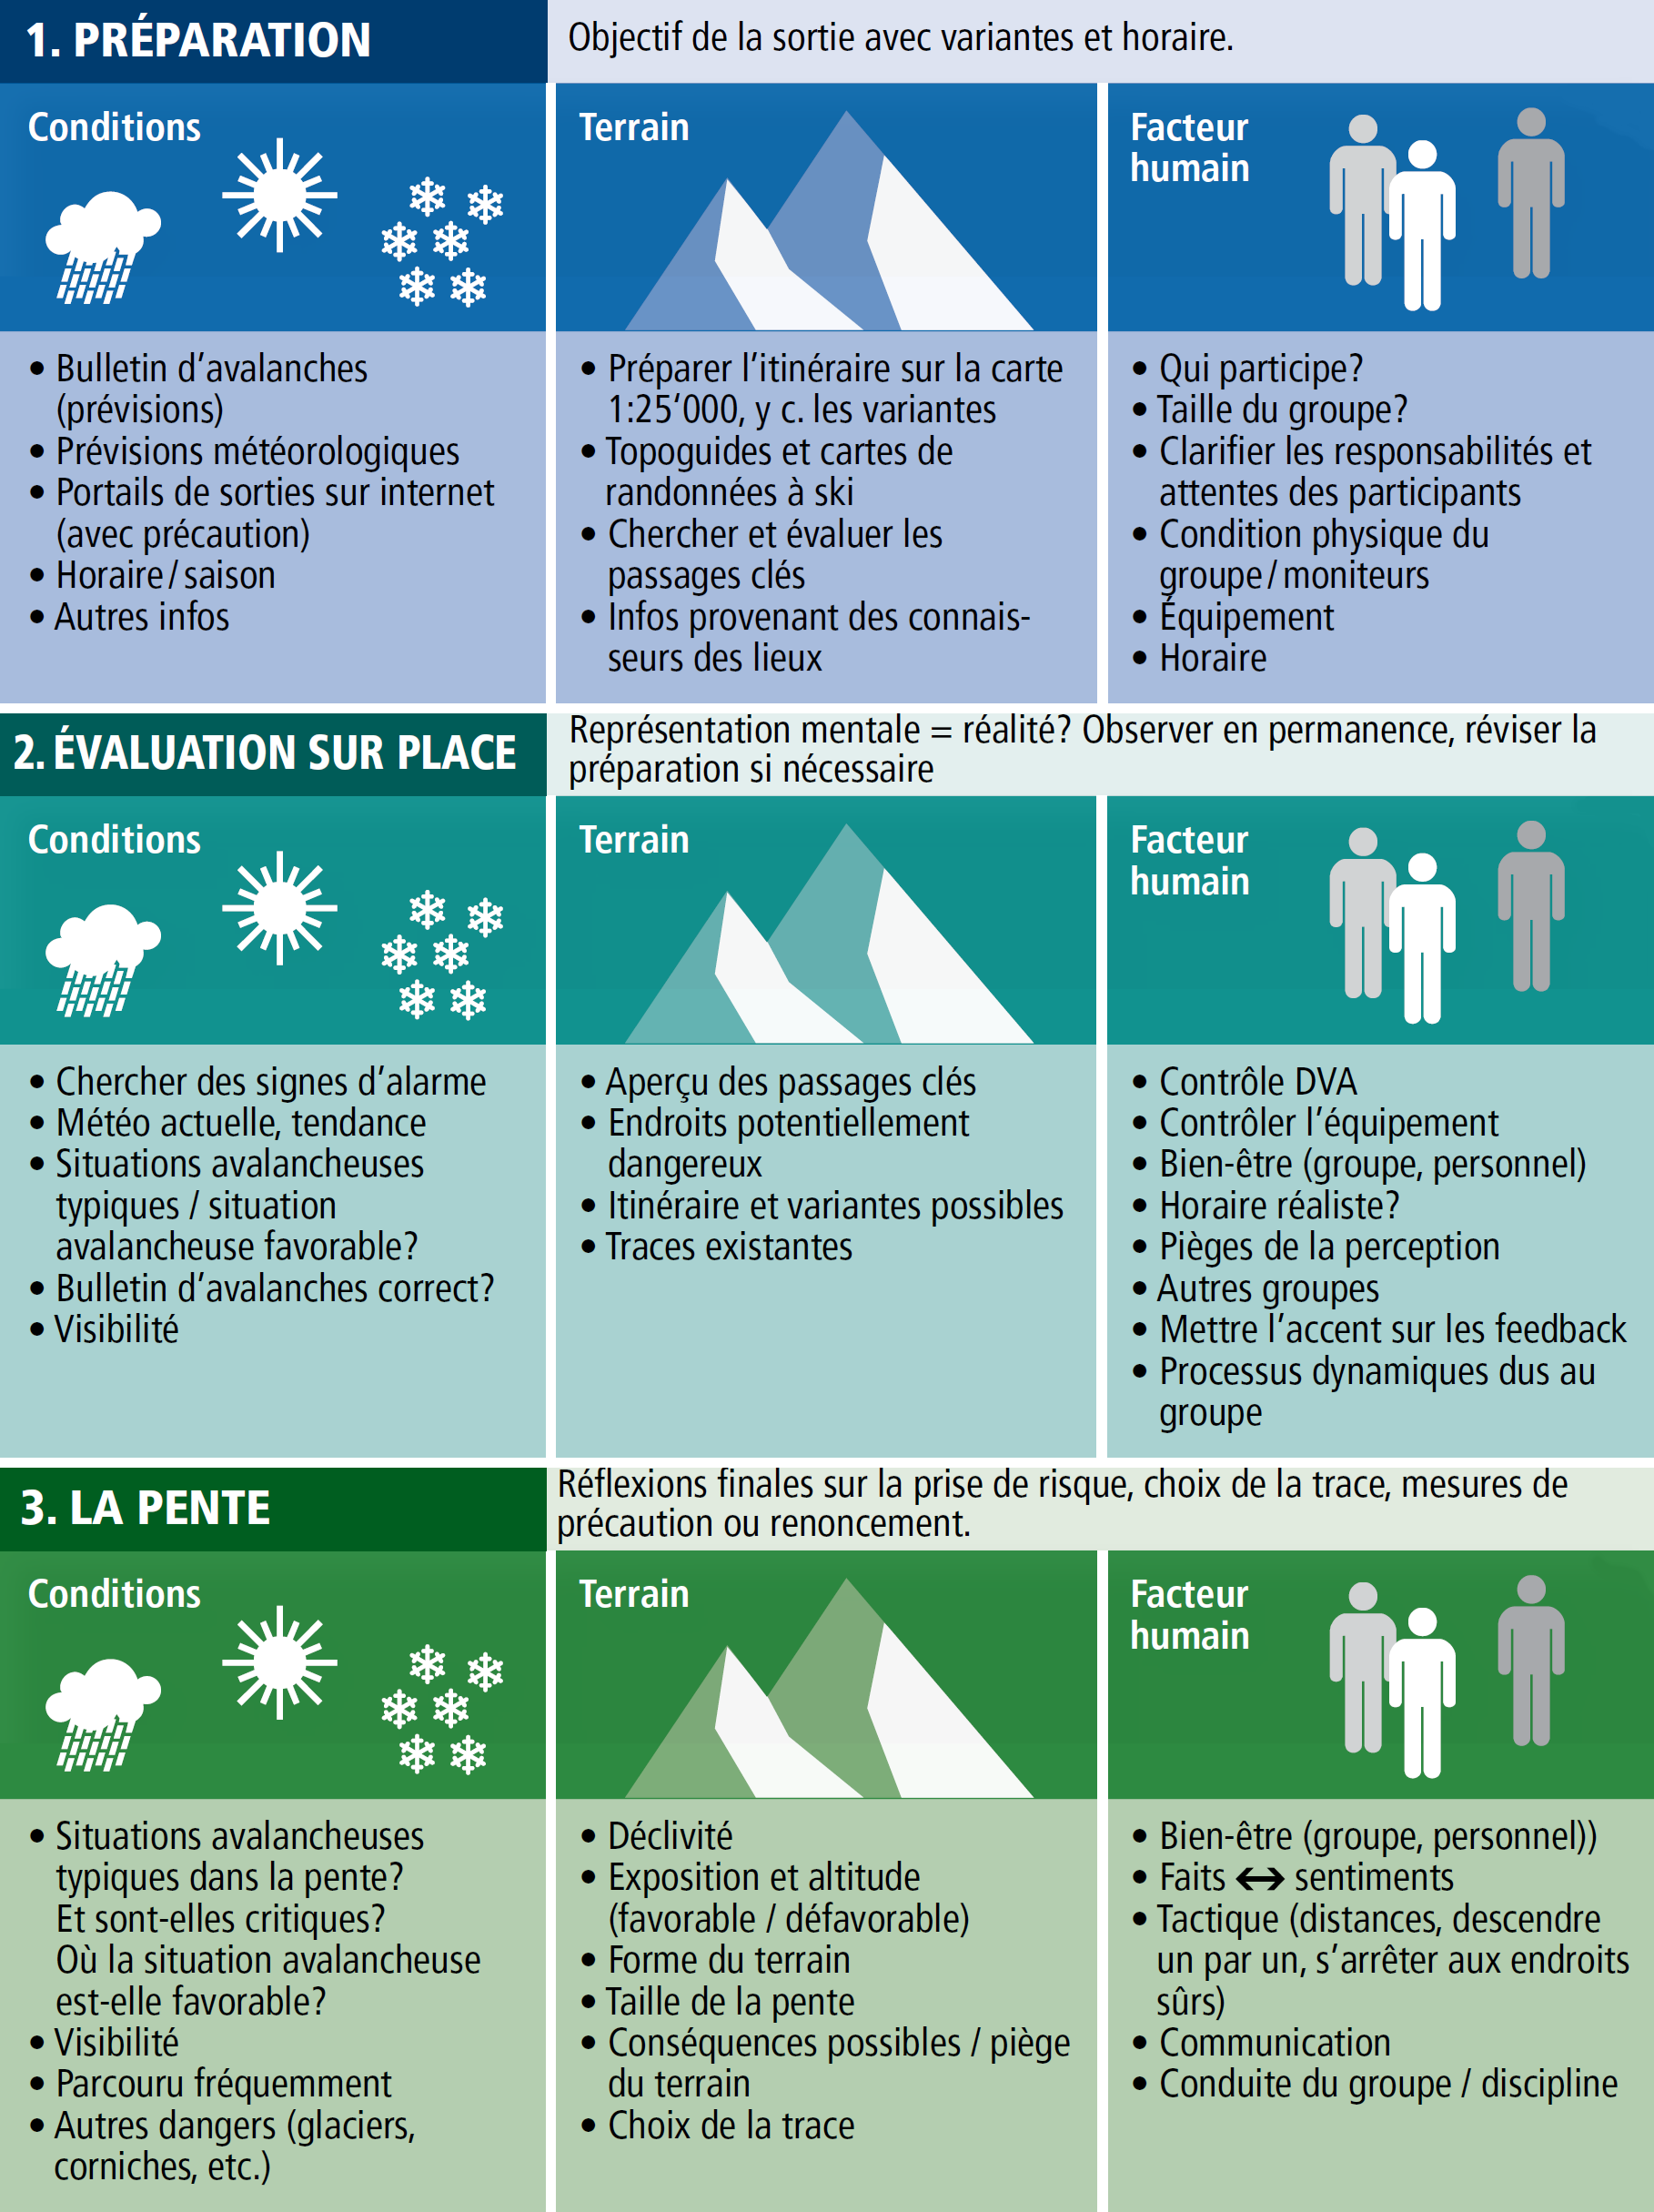 1. PRÉPARATION
Objectif de la sortie avec variantes et horaire.
Conditions
• Bulletin d’avalanches
(prévisions)
• Prévisions météorologiques
• Portails de sorties sur internet
(avec précaution)
• Horaire / saison
• Autres infos
Terrain
• Préparer l’itinéraire sur la carte
1:25‘000, y c. les variantes
• Topoguides et cartes de
randonnées à ski
• Chercher et évaluer les
passages clés
• Infos provenant des connais-
seurs des lieux
Facteur
humain
• Qui participe?
• Taille du groupe?
• Clarifier les responsabilités et
attentes des participants
• Condition physique du
groupe / moniteurs
• Équipement
• Horaire
2. ÉVALUATION SUR PLACE
Représentation mentale = réalité? Observer en permanence, réviser la
préparation si nécessaire
Conditions
• Chercher des signes d’alarme
• Météo actuelle, tendance
• Situations avalancheuses
typiques / situation
avalancheuse favorable?
• Bulletin d’avalanches correct?
• Visibilité
Terrain
• Aperçu des passages clés
• Endroits potentiellement
dangereux
• Itinéraire et variantes possibles
• Traces existantes
Facteur
humain
• Contrôle DVA
• Contrôler l’équipement
• Bien-être (groupe, personnel)
• Horaire réaliste?
• Pièges de la perception
• Autres groupes
• Mettre l’accent sur les feedback
• Processus dynamiques dus au
groupe
3. LA PENTE
Réflexions finales sur la prise de risque, choix de la trace, mesures de
précaution ou renoncement.
Conditions
• Situations avalancheuses
typiques dans la pente?
Et sont-elles critiques?
Où la situation avalancheuse
est-elle favorable?
• Visibilité
• Parcouru fréquemment
• Autres dangers (glaciers,
corniches, etc.)
Terrain
• Déclivité
• Exposition et altitude
(favorable / défavorable)
• Forme du terrain
• Taille de la pente
• Conséquences possibles / piège
du terrain
• Choix de la trace
Facteur
humain
• Bien-être (groupe, personnel))
• Faits ↔ sentiments
• Tactique (distances, descendre
un par un, s’arrêter aux endroits
sûrs)
• Communication
• Conduite du groupe / discipline